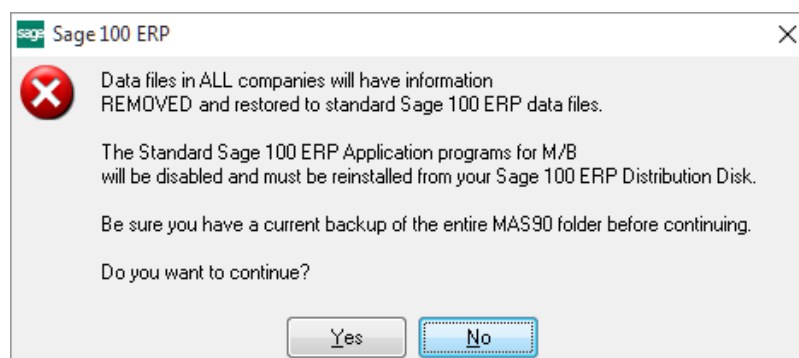 sage Sage 100 ERP
Data files in ALL companies will have information
REMOVED and restored to standard Sage 100 ERP data files.
The Standard Sage 100 ERP Application programs for M/B
will be disabled and must be reinstalled from your Sage 100 ERP Distribution Disk.
Be sure you have a current backup of the entire MAS90 folder before continuing.
Do you want to continue?
Yes No